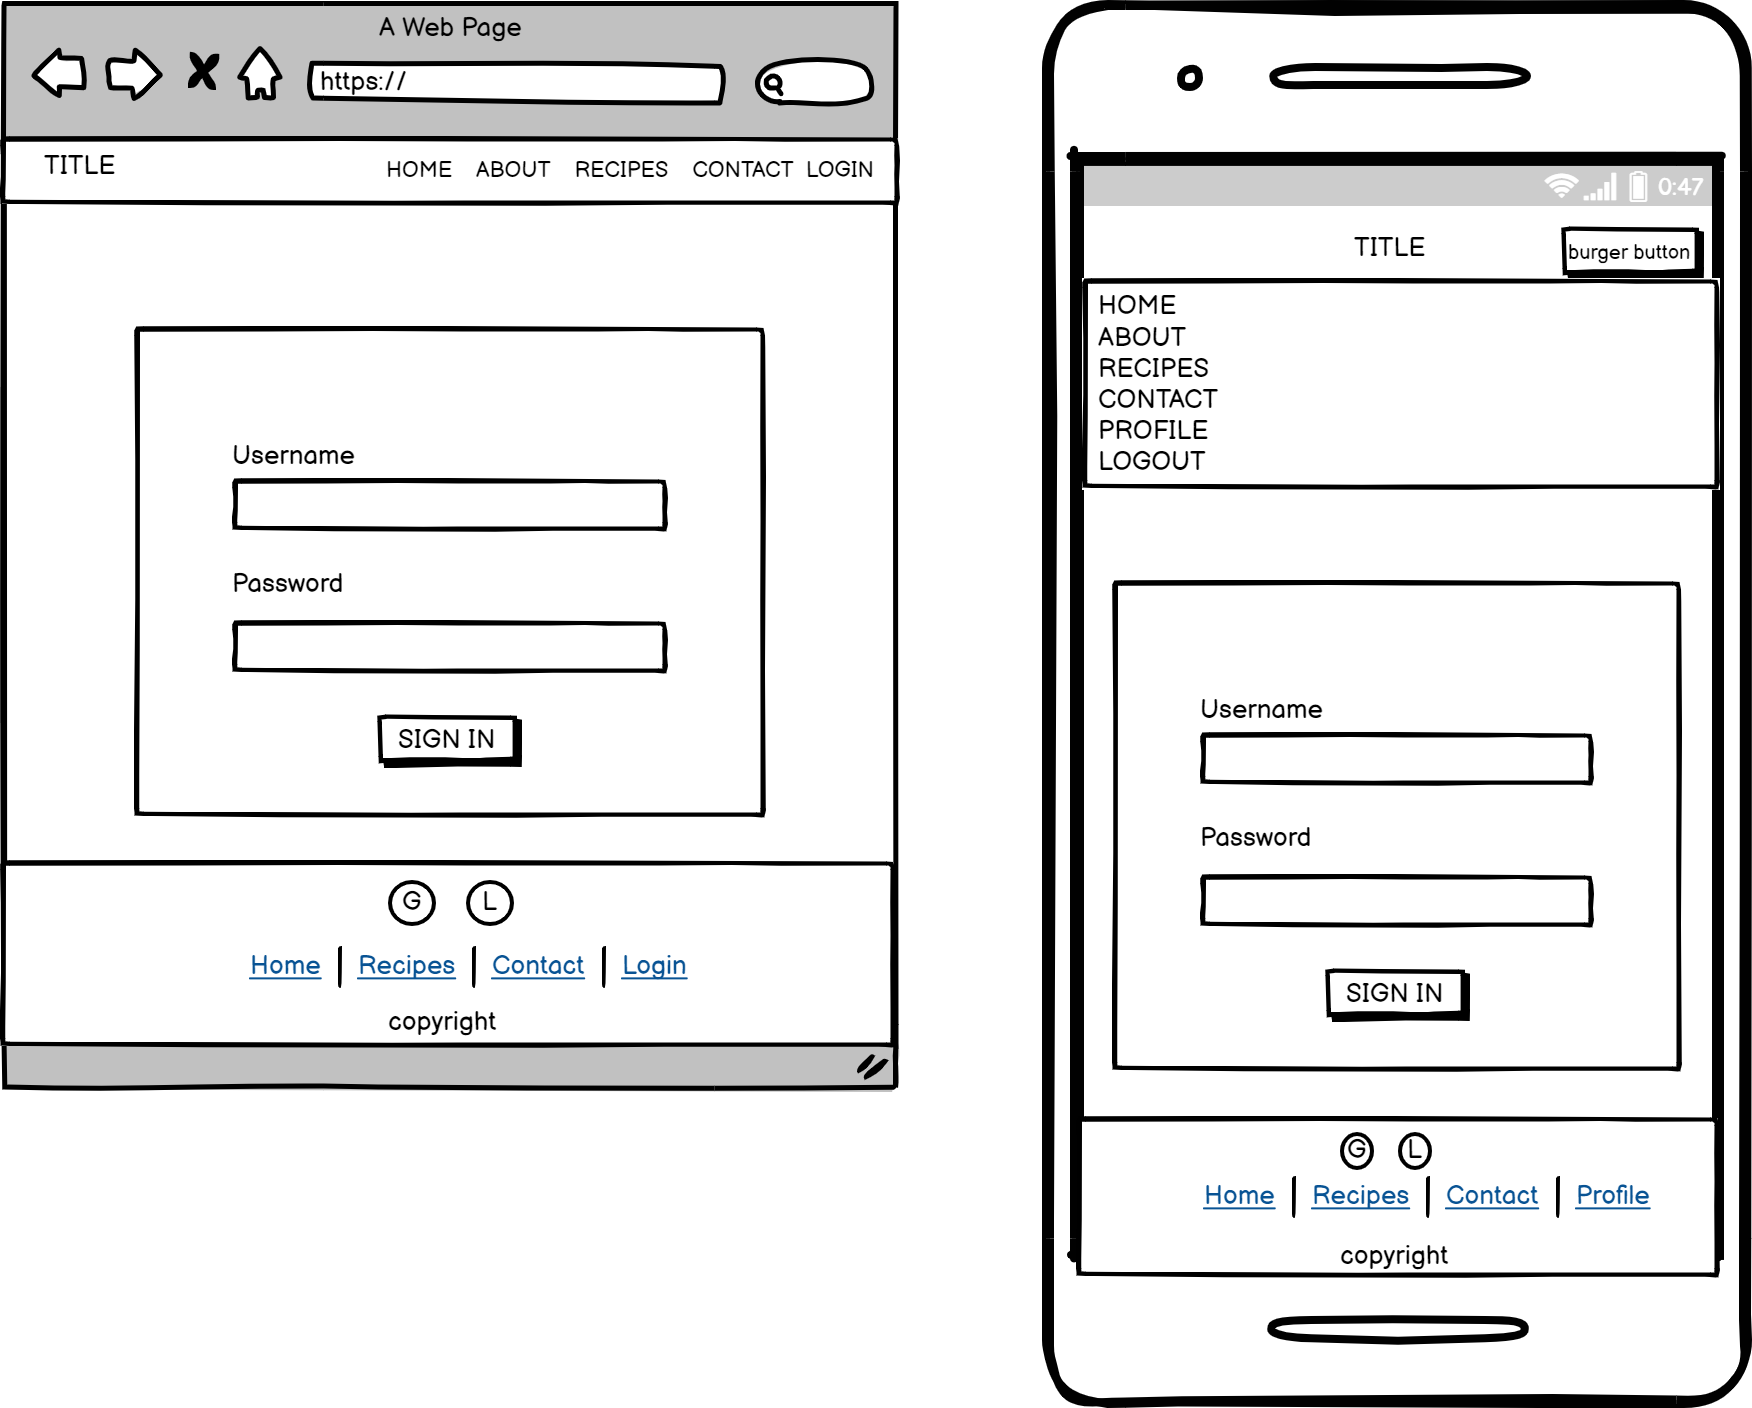 A Web Page
https://
TITLE HOME ABOUT RECIPES CONTACT LOGIN
Username
Password
SIGN IN
G L
Home Recipes Contact Login
copyright
0:47
TITLE burger button
HOME
ABOUT
RECIPES
CONTACT
PROFILE
LOGOUT
Username
Password
SIGN IN
G L
Home Recipes Contact Profile
copyright